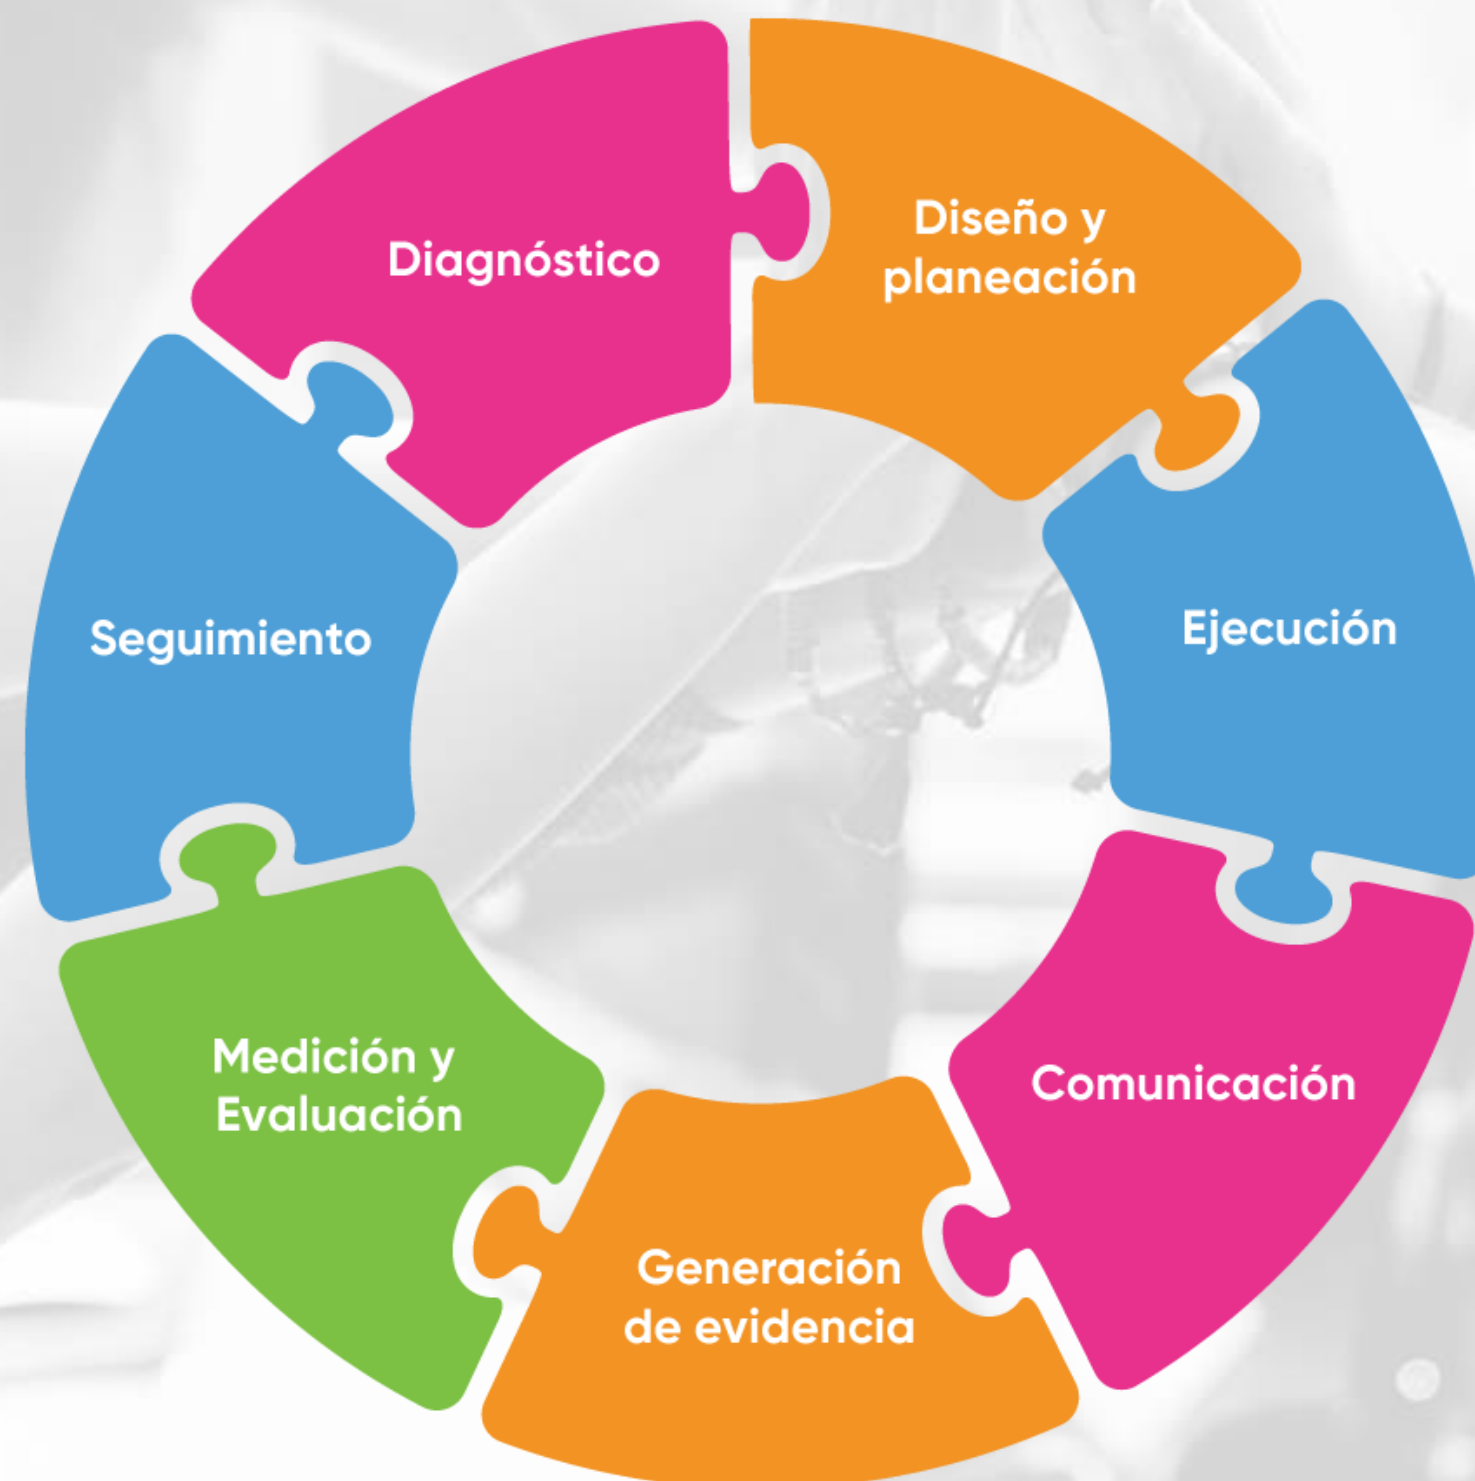 Diagnóstico
Diseño y
planeación
Ejecución
Comunicación
Generación
de evidencia
Medición y
Evaluación
Seguimiento